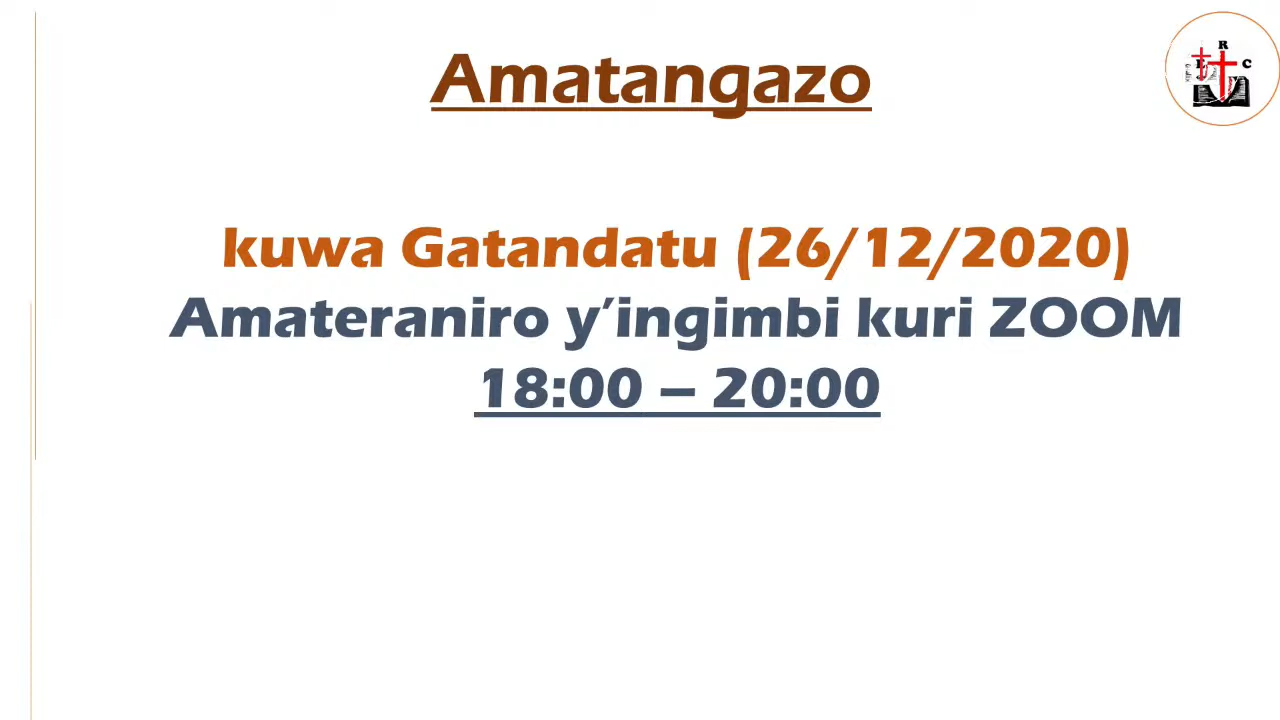 Amatangazo
R
C
kuwa Gatandatu (26/12/2020)
Amateraniro y’ingimbi kuri ZOOM
18:00 – 20:00